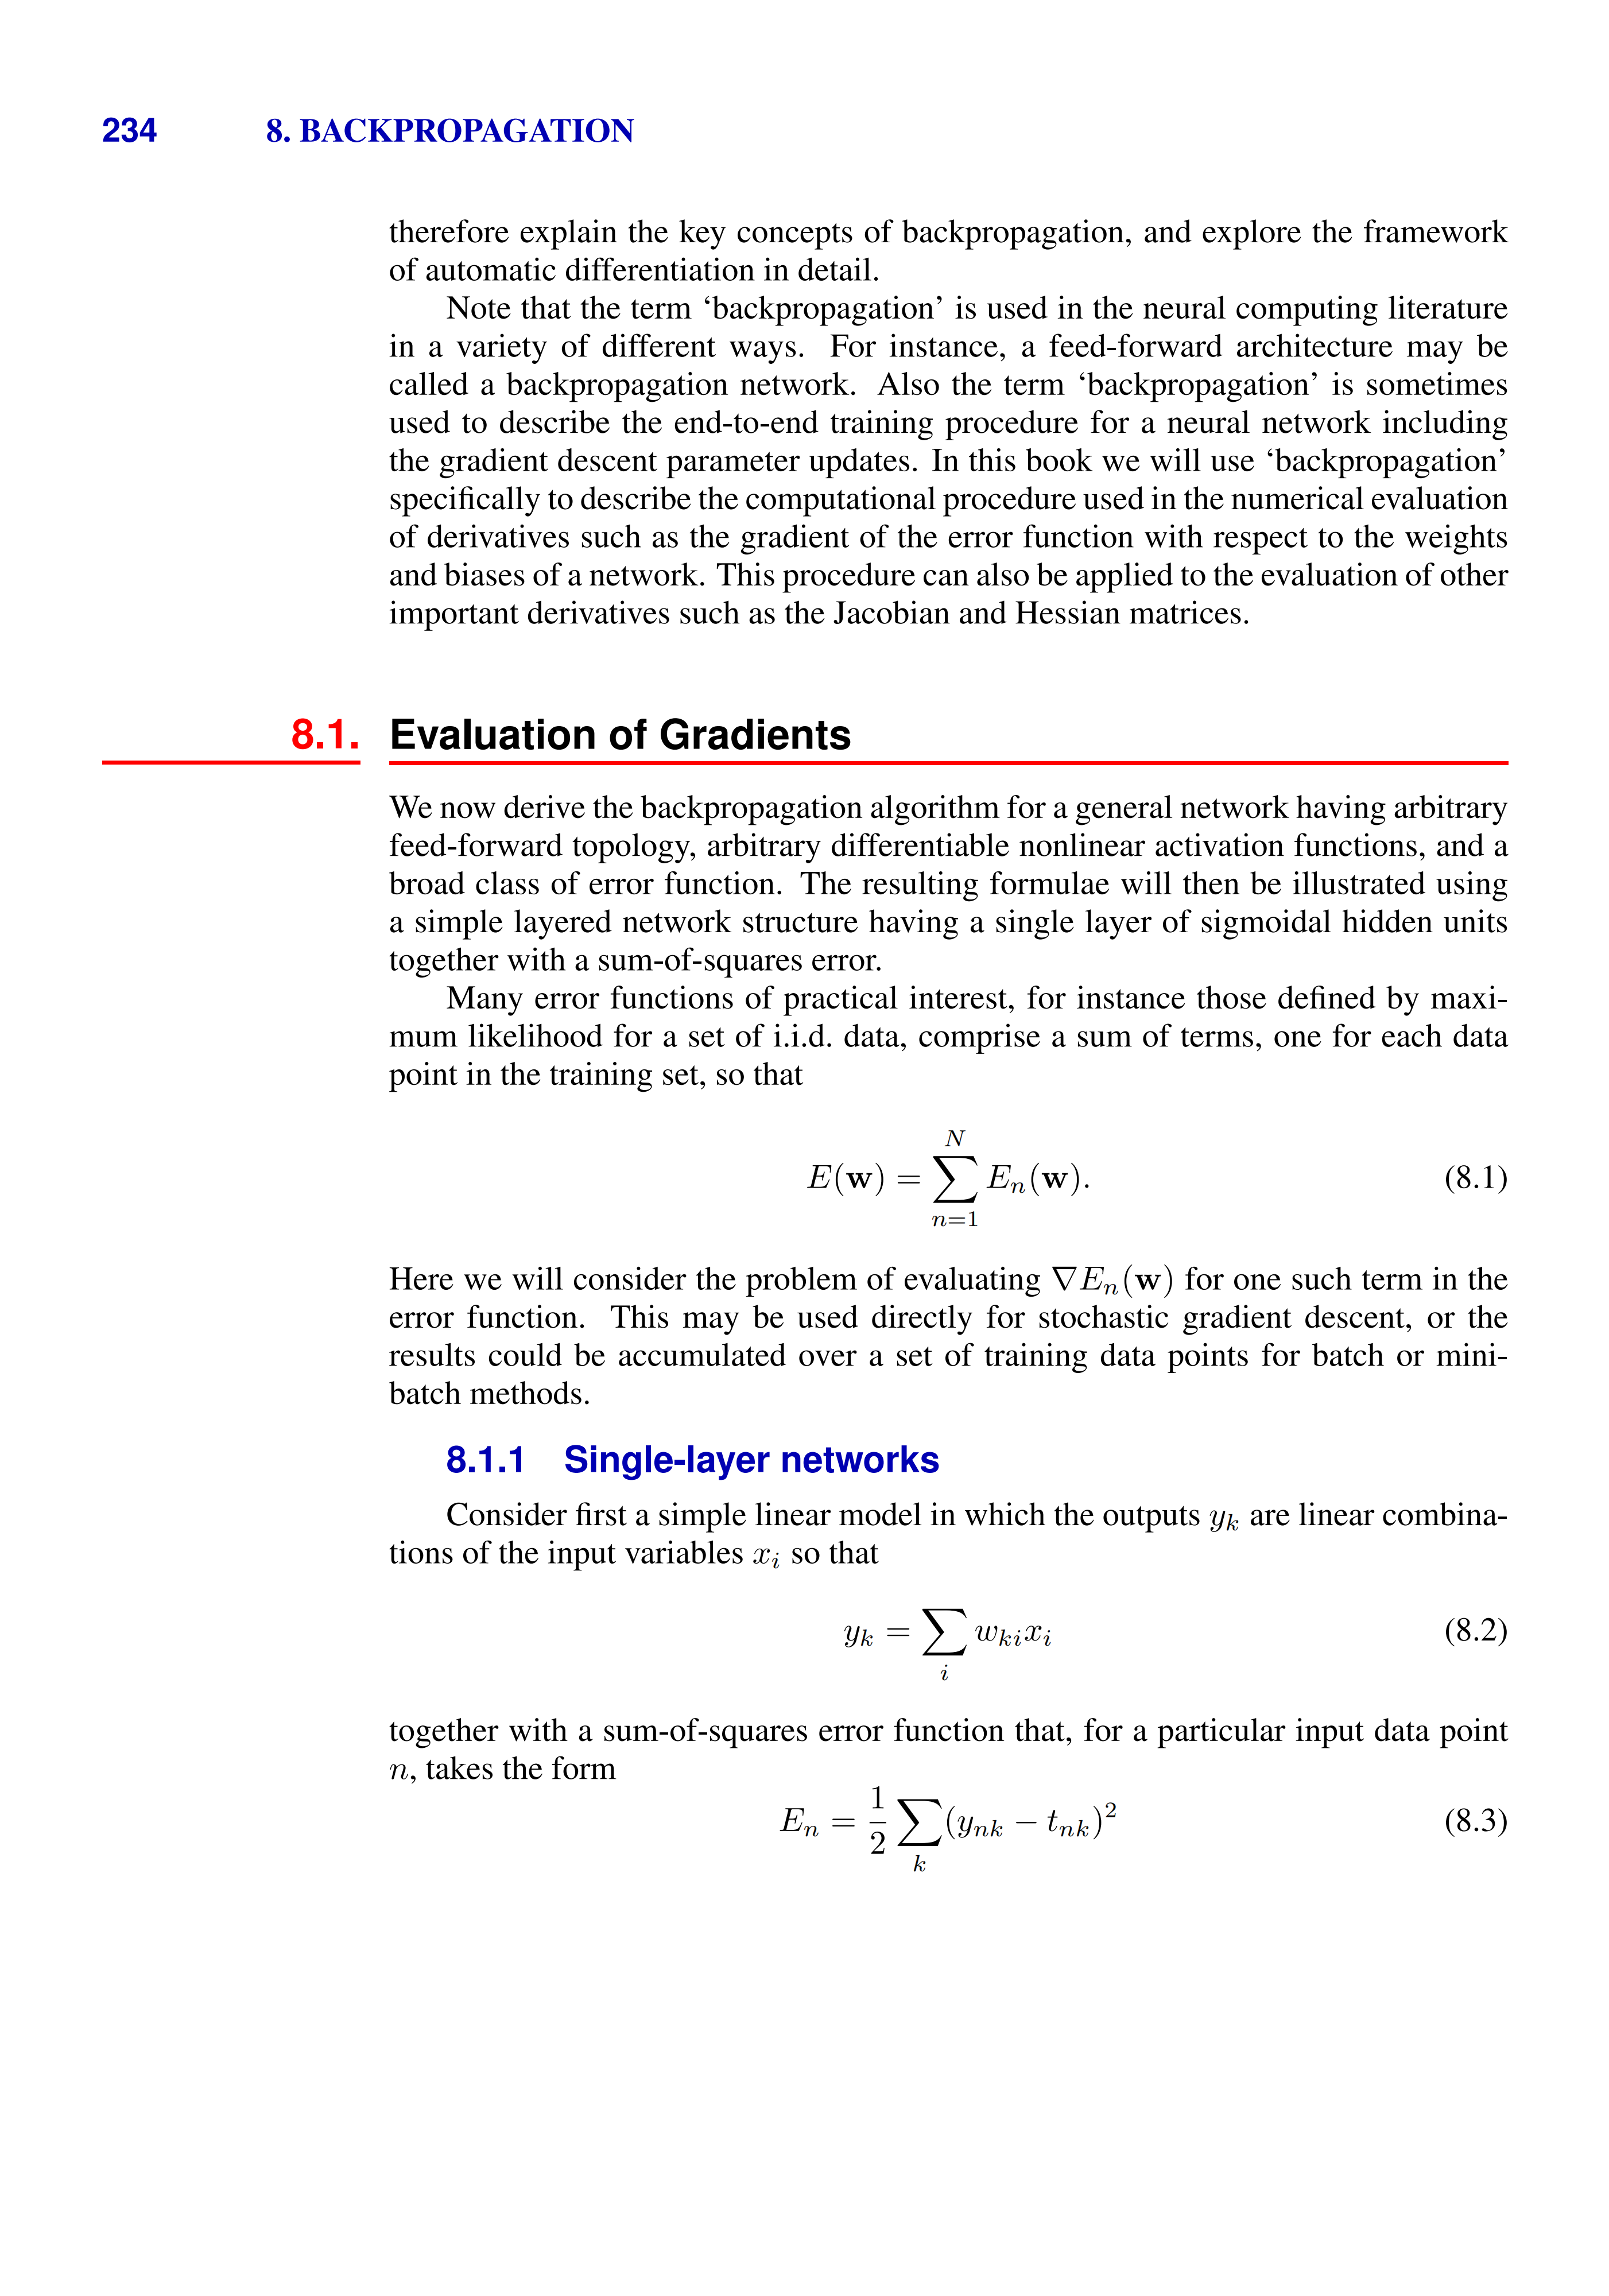 234 8. BACKPROPAGATION
therefore explain the key concepts of backpropagation, and explore the framework
of automatic differentiation in detail.
Note that the term ‘backpropagation’ is used in the neural computing literature
in a variety of different ways. For instance, a feed-forward architecture may be
called a backpropagation network. Also the term ‘backpropagation’ is sometimes
used to describe the end-to-end training procedure for a neural network including
the gradient descent parameter updates. In this book we will use ‘backpropagation’
specifically to describe the computational procedure used in the numerical evaluation
of derivatives such as the gradient of the error function with respect to the weights
and biases of a network. This procedure can also be applied to the evaluation of other
important derivatives such as the Jacobian and Hessian matrices.
8.1. Evaluation of Gradients
We now derive the backpropagation algorithm for a general network having arbitrary
feed-forward topology, arbitrary differentiable nonlinear activation functions, and a
broad class of error function. The resulting formulae will then be illustrated using
a simple layered network structure having a single layer of sigmoidal hidden units
together with a sum-of-squares error.
Many error functions of practical interest, for instance those defined by maxi-
mum likelihood for a set of i.i.d. data, comprise a sum of terms, one for each data
point in the training set, so that
$E(\mathbf{w}) = \sum_{n=1}^{N} E_n(\mathbf{w}).$ (8.1)
Here we will consider the problem of evaluating $\nabla E_n(\mathbf{w})$ for one such term in the
error function. This may be used directly for stochastic gradient descent, or the
results could be accumulated over a set of training data points for batch or mini-
batch methods.
8.1.1 Single-layer networks
Consider first a simple linear model in which the outputs $y_k$ are linear combina-
tions of the input variables $x_i$ so that
$y_k = \sum_i w_{ki} x_i$ (8.2)
together with a sum-of-squares error function that, for a particular input data point
$n$, takes the form
$E_n = \frac{1}{2} \sum_k (y_{nk} - t_{nk})^2$ (8.3)